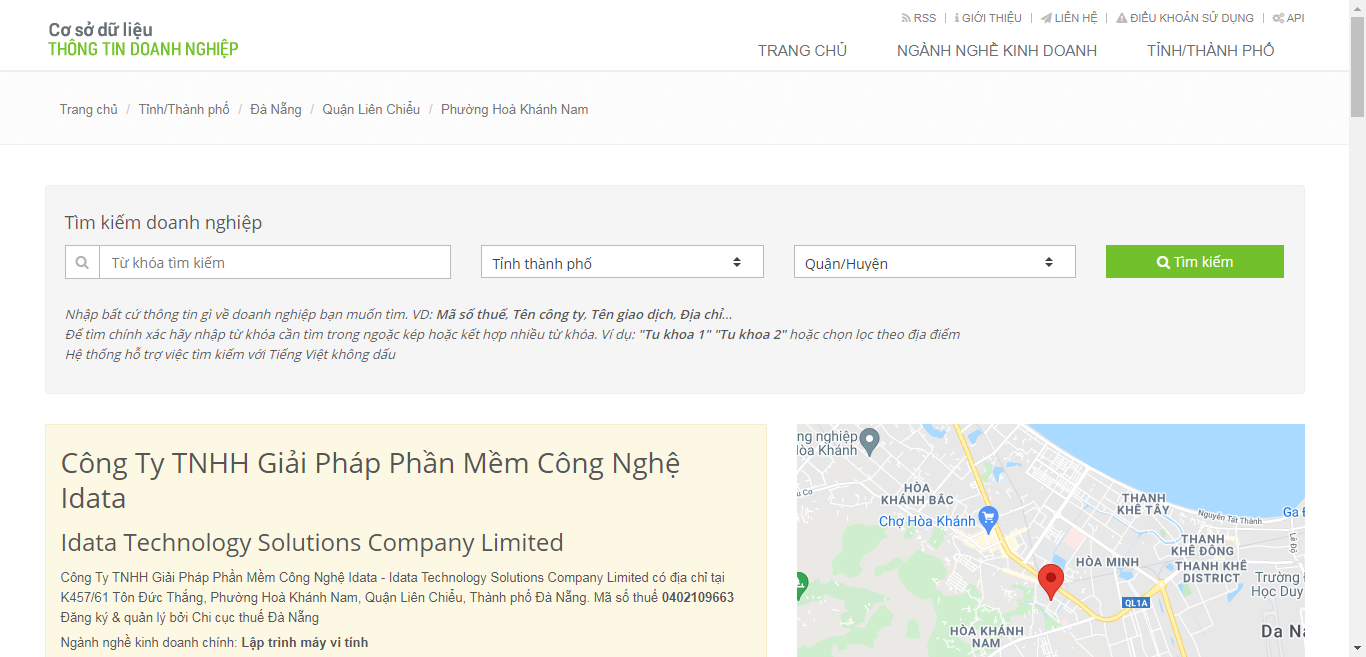 Cơ sở dữ liệu
THÔNG TIN DOANH NGHIỆP
RSS | GIỚI THIỆU | LIÊN HỆ | ĐIỀU KHOẢN SỬ DỤNG | API
TRANG CHỦ NGÀNH NGHỀ KINH DOANH TỈNH/THÀNH PHỐ
Trang chủ / Tỉnh/Thành phố / Đà Nẵng / Quận Liên Chiểu / Phường Hoà Khánh Nam
Tìm kiếm doanh nghiệp
Từ khóa tìm kiếm
Tỉnh thành phố
Quận/Huyện
Tìm kiếm
Nhập bất cứ thông tin gì về doanh nghiệp bạn muốn tìm. VD: Mã số thuế, Tên công ty, Tên giao dịch, Địa chỉ...
Để tìm chính xác hãy nhập từ khóa cần tìm trong ngoặc kép hoặc kết hợp nhiều từ khóa. Ví dụ: "Tu khoa 1" "Tu khoa 2" hoặc chọn lọc theo địa điểm
Hệ thống hỗ trợ việc tìm kiếm với Tiếng Việt không dấu
Công Ty TNHH Giải Pháp Phần Mềm Công Nghệ
Idata
Idata Technology Solutions Company Limited
Công Ty TNHH Giải Pháp Phần Mềm Công Nghệ Idata - Idata Technology Solutions Company Limited có địa chỉ tại
K457/61 Tôn Đức Thắng, Phường Hoà Khánh Nam, Quận Liên Chiểu, Thành phố Đà Nẵng. Mã số thuế 0402109663
Đăng ký & quản lý bởi Chi cục thuế Đà Nẵng
Ngành nghề kinh doanh chính: Lập trình máy vi tính
ng nghiệp
Hòa Khánh
HÒA
KHÁNH BẮC
Chợ Hòa Khánh
THANH
KHÊ TÂY
Nguyễn Tất Thành
Ga
THANH
KHÊ ĐÔNG
THANH KHÊ
DISTRICT
HÒA MINH
Lê Độ
Trường
Học Duy
QL1A
HÒA KHÁNH
NAM
Da Na